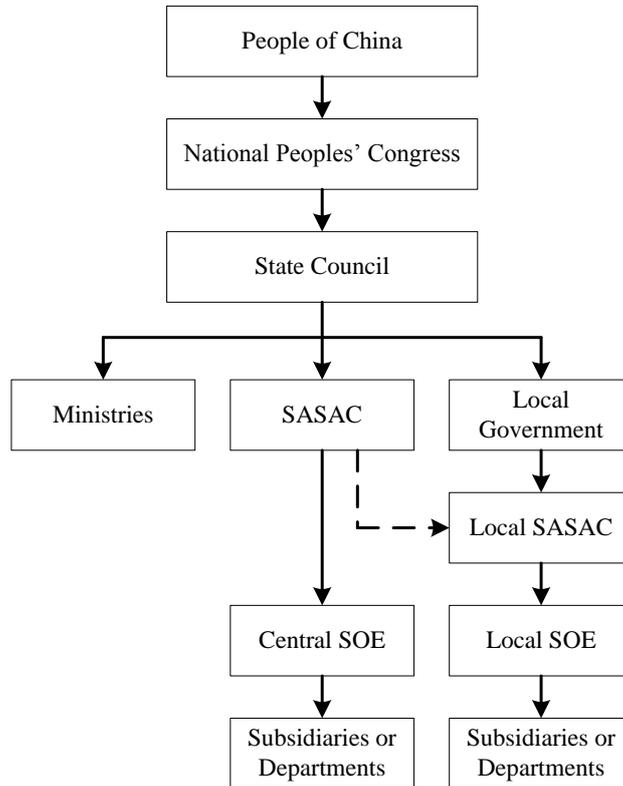 People of China
National Peoples’ Congress
State Council
Ministries
SASAC
Local
Government
Local SASAC
Central SOE
Local SOE
Subsidiaries or
Departments
Subsidiaries or
Departments